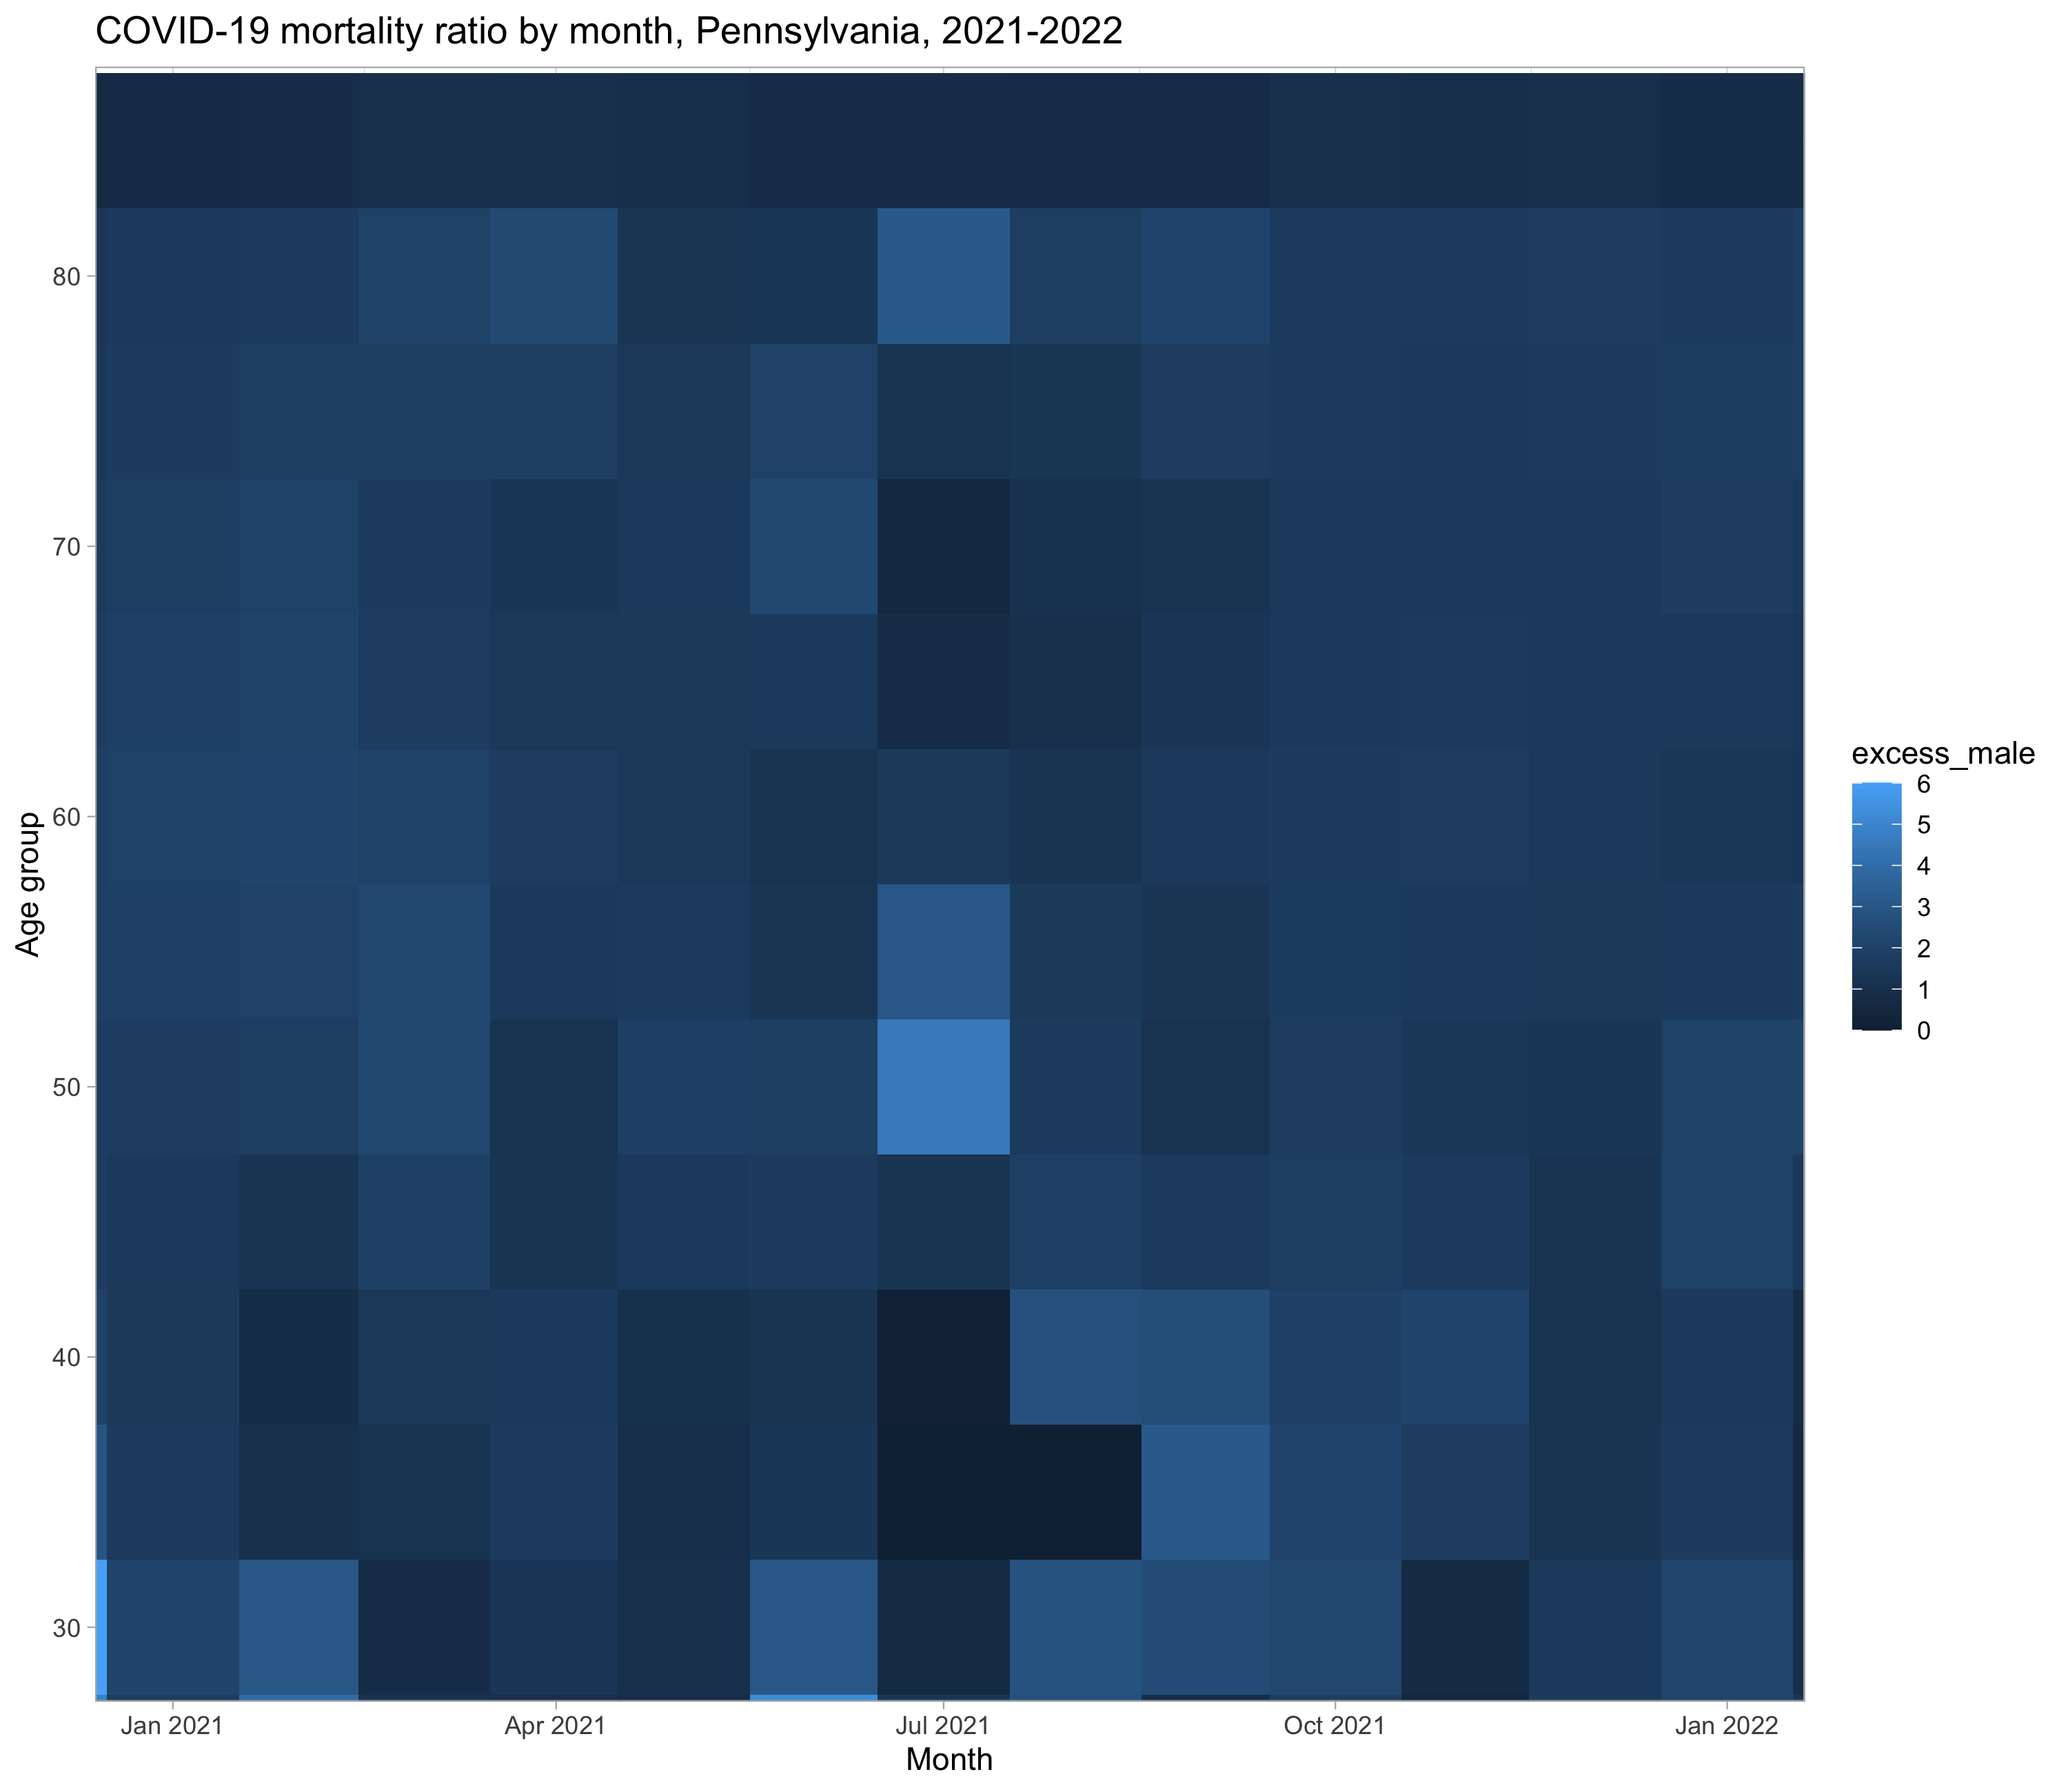 COVID-19 mortality ratio by month, Pennsylvania, 2021-2022
80
70
60
50
40
30
Age group
Jan 2021
Apr 2021
Jul 2021
Oct 2021
Jan 2022
Month
excess_male
6
5
4
3
2
1
0